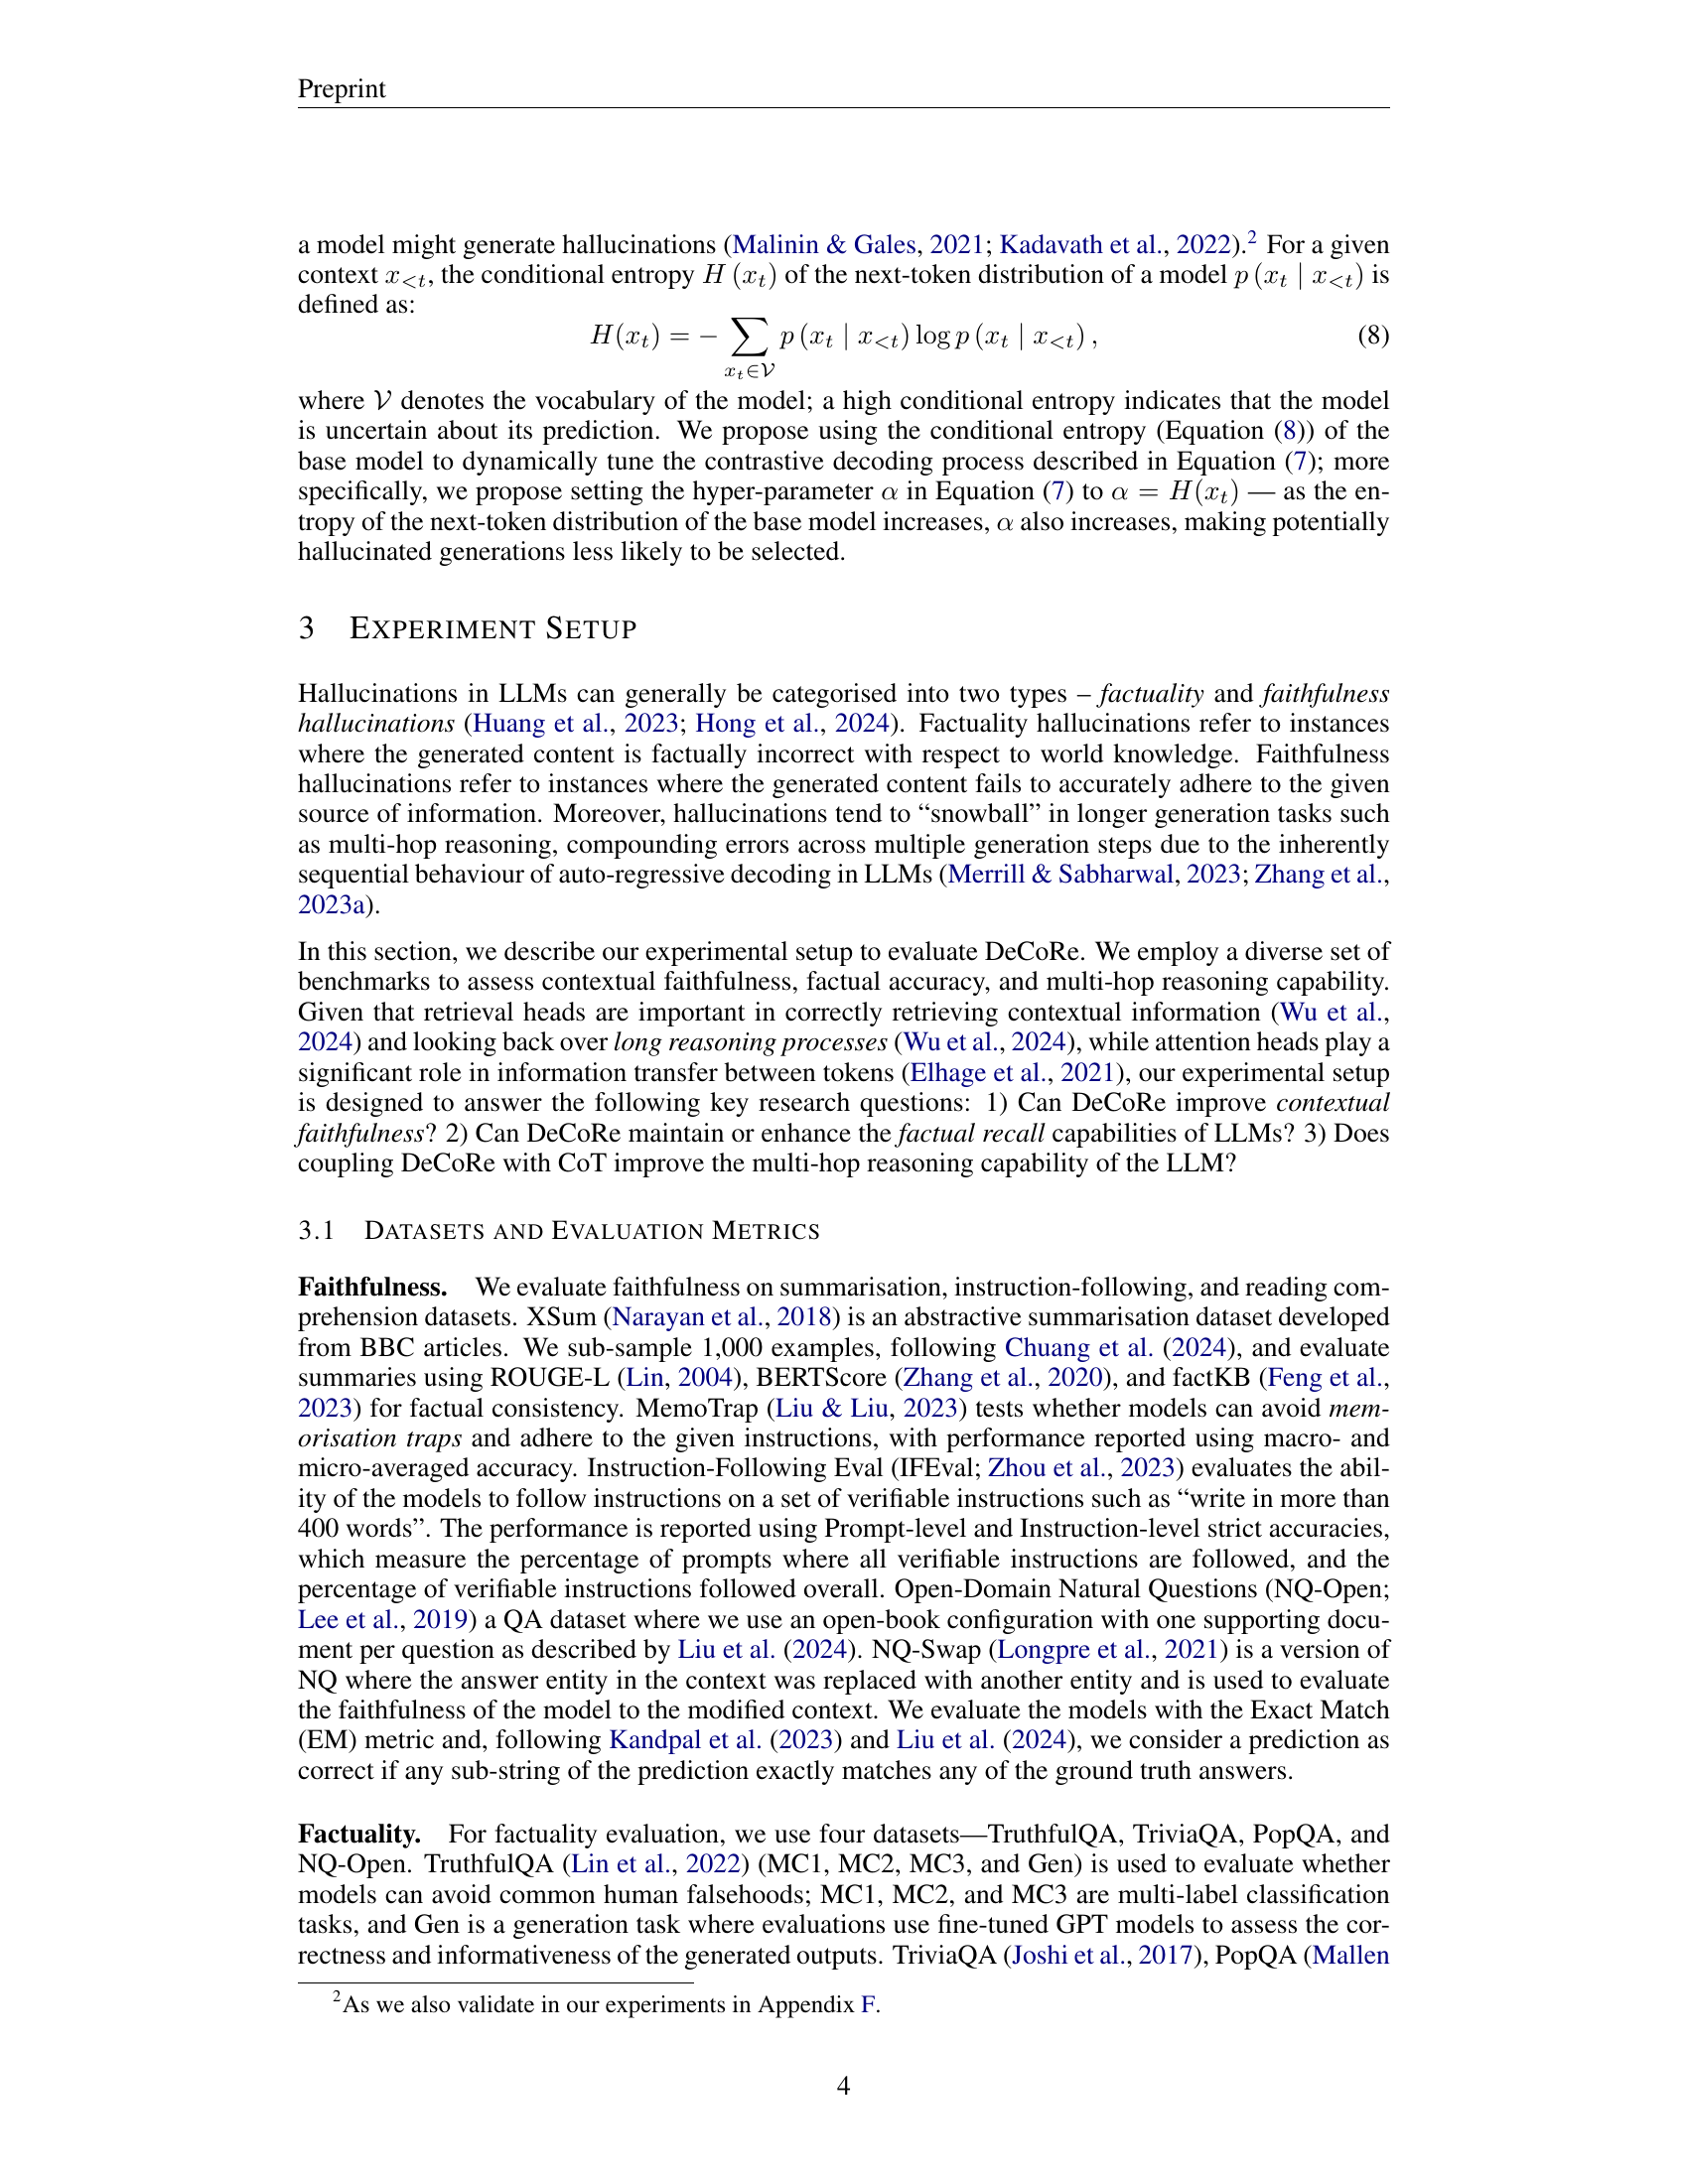 Preprint
a model might generate hallucinations (Malinin & Gales, 2021; Kadavath et al., 2022).² For a given
context x<t, the conditional entropy H (xt) of the next-token distribution of a model p (xt | x<t) is
defined as:
H(xt) = − ∑ xt∈𝒱 p (xt | x<t) log p (xt | x<t) , (8)
where 𝒱 denotes the vocabulary of the model; a high conditional entropy indicates that the model
is uncertain about its prediction. We propose using the conditional entropy (Equation (8)) of the
base model to dynamically tune the contrastive decoding process described in Equation (7); more
specifically, we propose setting the hyper-parameter α in Equation (7) to α = H(xt) — as the en-
tropy of the next-token distribution of the base model increases, α also increases, making potentially
hallucinated generations less likely to be selected.
3 EXPERIMENT SETUP
Hallucinations in LLMs can generally be categorised into two types – factuality and faithfulness
hallucinations (Huang et al., 2023; Hong et al., 2024). Factuality hallucinations refer to instances
where the generated content is factually incorrect with respect to world knowledge. Faithfulness
hallucinations refer to instances where the generated content fails to accurately adhere to the given
source of information. Moreover, hallucinations tend to “snowball” in longer generation tasks such
as multi-hop reasoning, compounding errors across multiple generation steps due to the inherently
sequential behaviour of auto-regressive decoding in LLMs (Merrill & Sabharwal, 2023; Zhang et al.,
2023a).
In this section, we describe our experimental setup to evaluate DeCoRe. We employ a diverse set of
benchmarks to assess contextual faithfulness, factual accuracy, and multi-hop reasoning capability.
Given that retrieval heads are important in correctly retrieving contextual information (Wu et al.,
2024) and looking back over long reasoning processes (Wu et al., 2024), while attention heads play a
significant role in information transfer between tokens (Elhage et al., 2021), our experimental setup
is designed to answer the following key research questions: 1) Can DeCoRe improve contextual
faithfulness? 2) Can DeCoRe maintain or enhance the factual recall capabilities of LLMs? 3) Does
coupling DeCoRe with CoT improve the multi-hop reasoning capability of the LLM?
3.1 DATASETS AND EVALUATION METRICS
Faithfulness. We evaluate faithfulness on summarisation, instruction-following, and reading com-
prehension datasets. XSum (Narayan et al., 2018) is an abstractive summarisation dataset developed
from BBC articles. We sub-sample 1,000 examples, following Chuang et al. (2024), and evaluate
summaries using ROUGE-L (Lin, 2004), BERTScore (Zhang et al., 2020), and factKB (Feng et al.,
2023) for factual consistency. MemoTrap (Liu & Liu, 2023) tests whether models can avoid mem-
orisation traps and adhere to the given instructions, with performance reported using macro- and
micro-averaged accuracy. Instruction-Following Eval (IFEval; Zhou et al., 2023) evaluates the abil-
ity of the models to follow instructions on a set of verifiable instructions such as “write in more than
400 words”. The performance is reported using Prompt-level and Instruction-level strict accuracies,
which measure the percentage of prompts where all verifiable instructions are followed, and the
percentage of verifiable instructions followed overall. Open-Domain Natural Questions (NQ-Open;
Lee et al., 2019) a QA dataset where we use an open-book configuration with one supporting docu-
ment per question as described by Liu et al. (2024). NQ-Swap (Longpre et al., 2021) is a version of
NQ where the answer entity in the context was replaced with another entity and is used to evaluate
the faithfulness of the model to the modified context. We evaluate the models with the Exact Match
(EM) metric and, following Kandpal et al. (2023) and Liu et al. (2024), we consider a prediction as
correct if any sub-string of the prediction exactly matches any of the ground truth answers.
Factuality. For factuality evaluation, we use four datasets—TruthfulQA, TriviaQA, PopQA, and
NQ-Open. TruthfulQA (Lin et al., 2022) (MC1, MC2, MC3, and Gen) is used to evaluate whether
models can avoid common human falsehoods; MC1, MC2, and MC3 are multi-label classification
tasks, and Gen is a generation task where evaluations use fine-tuned GPT models to assess the cor-
rectness and informativeness of the generated outputs. TriviaQA (Joshi et al., 2017), PopQA (Mallen
²As we also validate in our experiments in Appendix F.
4